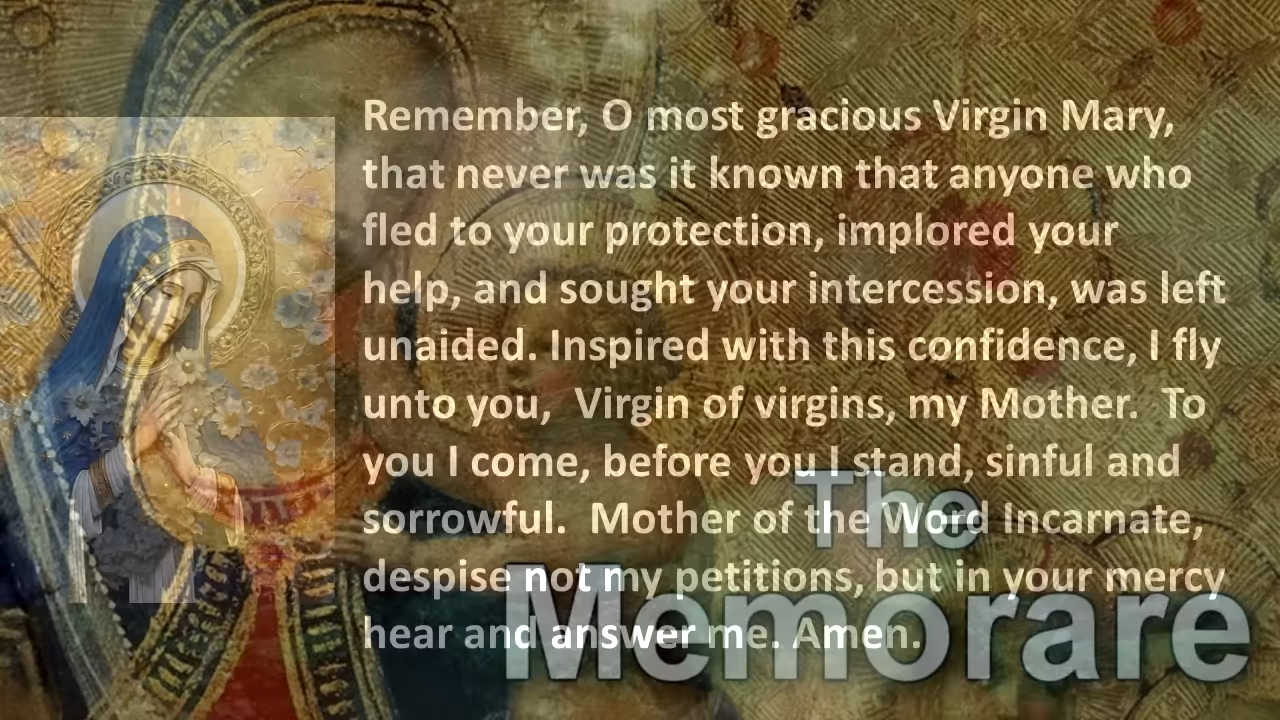 Remember, O most gracious Virgin Mary,
that never was it known that anyone who
fled to your protection, implored your
help, and sought your intercession, was left
unaided. Inspired with this confidence, I fly
unto you,  Virgin of virgins, my Mother.  To
you I come, before you I stand, sinful and
sorrowful.  Mother of the Word Incarnate,
despise not my petitions, but in your mercy
hear and answer me. Amen.
The
Memorare